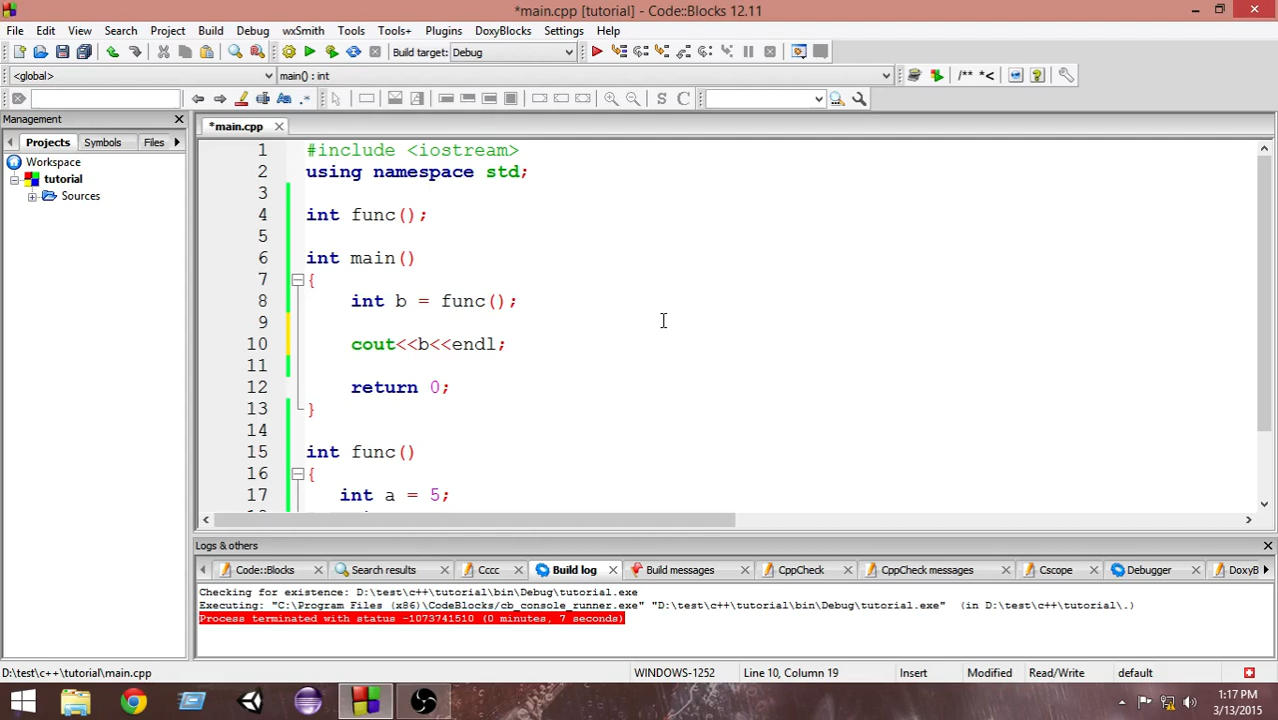 *main.cpp [tutorial] - Code::Blocks 12.11
File Edit View Search Project Build Debug wxSmith Tools Tools+ Plugins DoxyBlocks Settings Help
Build target: Debug
<global> main() : int
/** *<
S C
Management
*main.cpp
Projects Symbols Files
Workspace
tutorial
Sources
1 #include <iostream>
2 using namespace std;
3
4 int func();
5
6 int main()
7 {
8 int b = func();
9
10 cout<<b<<endl;
11
12 return 0;
13 }
14
15 int func()
16 {
17 int a = 5;
Logs & others
Code::Blocks Search results Cccc Build log Build messages CppCheck CppCheck messages Cscope Debugger DoxyB
Checking for existence: D:\test\c++\tutorial\bin\Debug\tutorial.exe
Executing: "C:\Program Files (x86)\CodeBlocks/cb_console_runner.exe" "D:\test\c++\tutorial\bin\Debug\tutorial.exe" (in D:\test\c++\tutorial\.)
Process terminated with status -1073741510 (0 minutes, 7 seconds)
D:\test\c++\tutorial\main.cpp WINDOWS-1252 Line 10, Column 19 Insert Modified Read/Write default
1:17 PM
3/13/2015